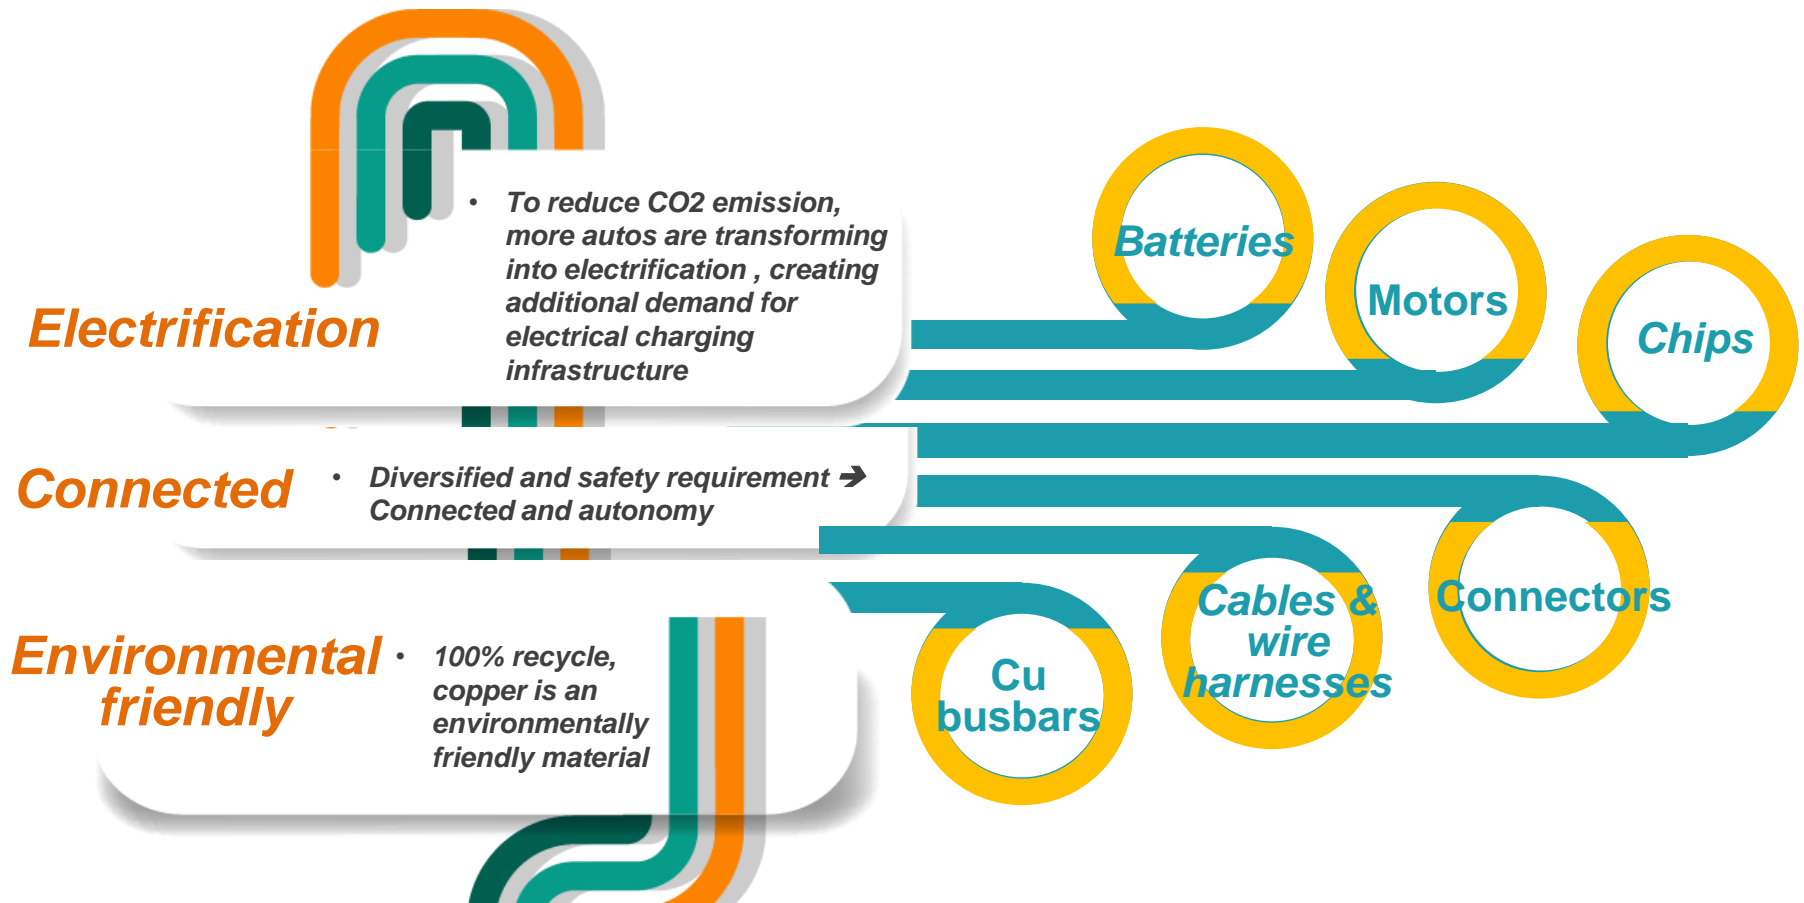 Electrification
• To reduce CO2 emission,
more autos are transforming
into electrification , creating
additional demand for
electrical charging
infrastructure
Connected
• Diversified and safety requirement ➔
Connected and autonomy
Environmental
friendly
• 100% recycle,
copper is an
environmentally
friendly material
Batteries
Motors
Chips
Connectors
Cables &
wire
harnesses
Cu
busbars